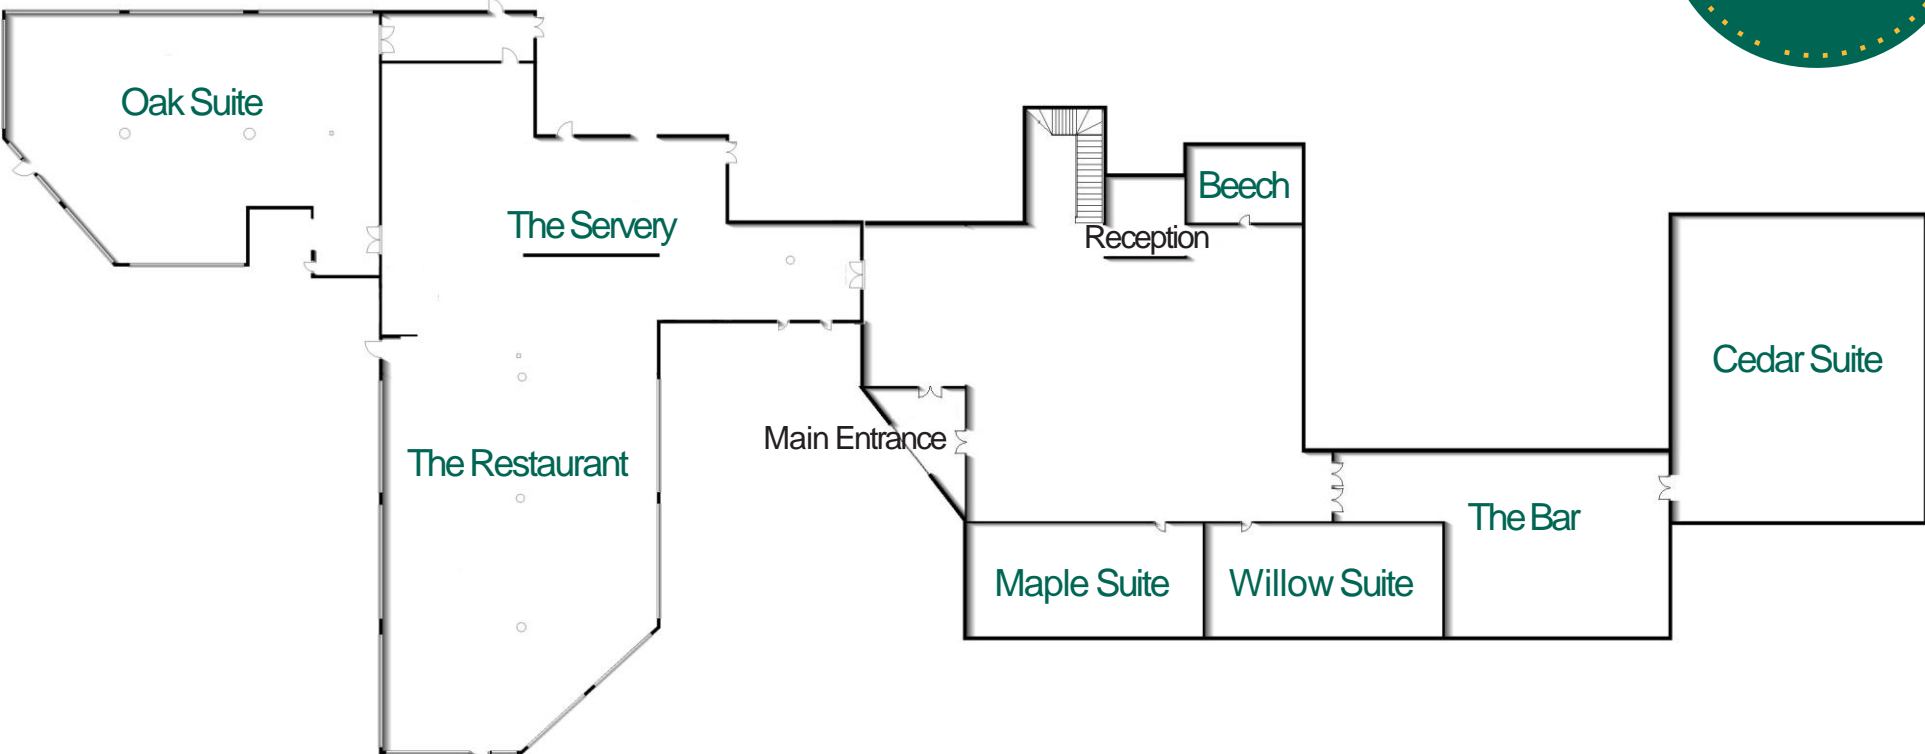 Oak Suite
Beech
The Servery
Reception
Cedar Suite
Main Entrance
The Restaurant
The Bar
Maple Suite
Willow Suite